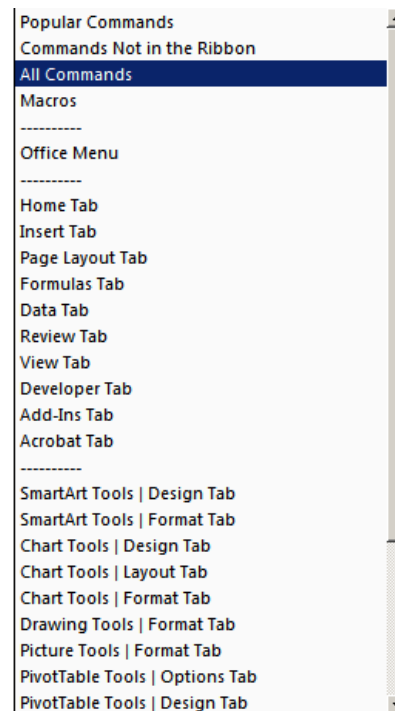 Popular Commands
Commands Not in the Ribbon
All Commands
Macros
----------
Office Menu
----------
Home Tab
Insert Tab
Page Layout Tab
Formulas Tab
Data Tab
Review Tab
View Tab
Developer Tab
Add-Ins Tab
Acrobat Tab
----------
SmartArt Tools | Design Tab
SmartArt Tools | Format Tab
Chart Tools | Design Tab
Chart Tools | Layout Tab
Chart Tools | Format Tab
Drawing Tools | Format Tab
Picture Tools | Format Tab
PivotTable Tools | Options Tab
PivotTable Tools | Design Tab